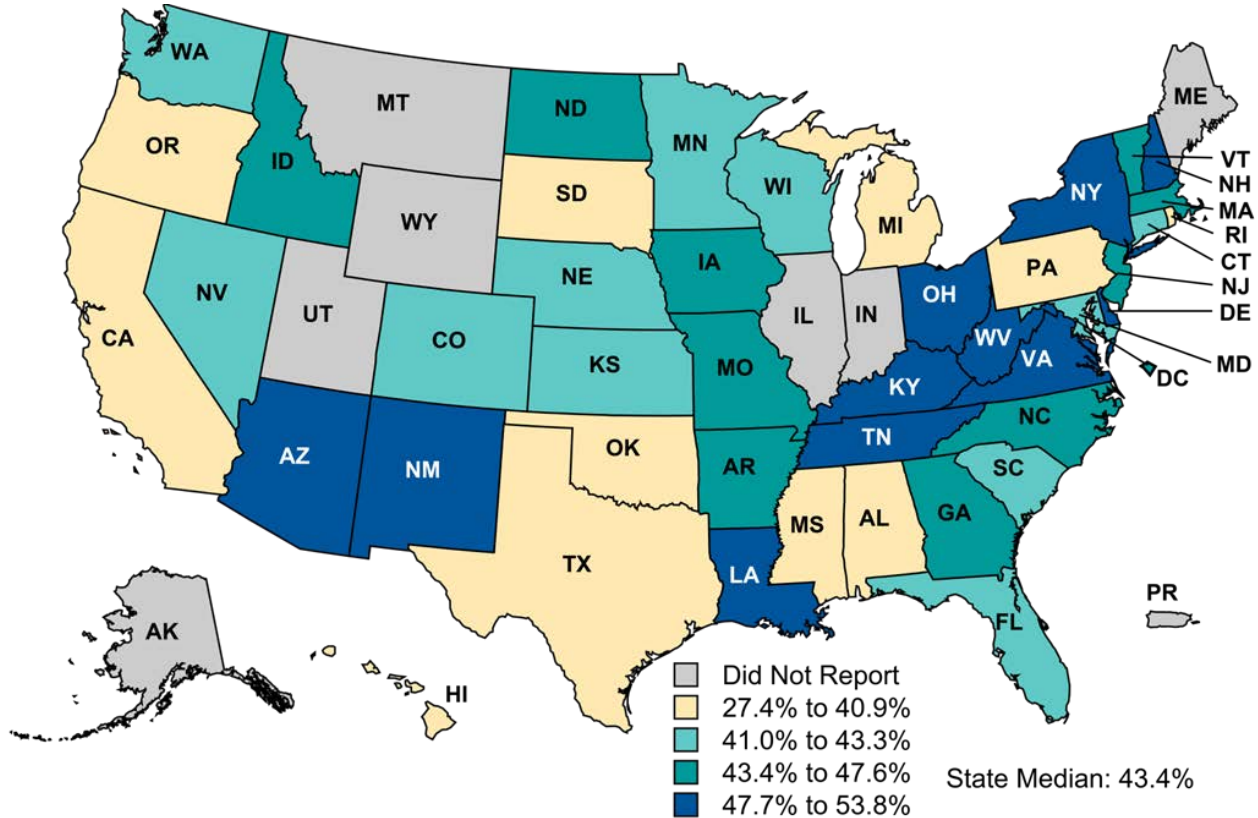 WA
MT
ND
MN
ME
OR
ID
SD
WI
VT
NH
NY
MA
WY
MI
RI
CT
IA
PA
NE
NJ
NV
OH
DE
UT
IL
IN
CA
CO
WV
MD
KS
MO
VA
DC
KY
NC
TN
AZ
OK
NM
AR
SC
GA
MS
AL
TX
LA
PR
AK
FL
HI
Did Not Report
27.4% to 40.9%
41.0% to 43.3%
43.4% to 47.6%
State Median: 43.4%
47.7% to 53.8%